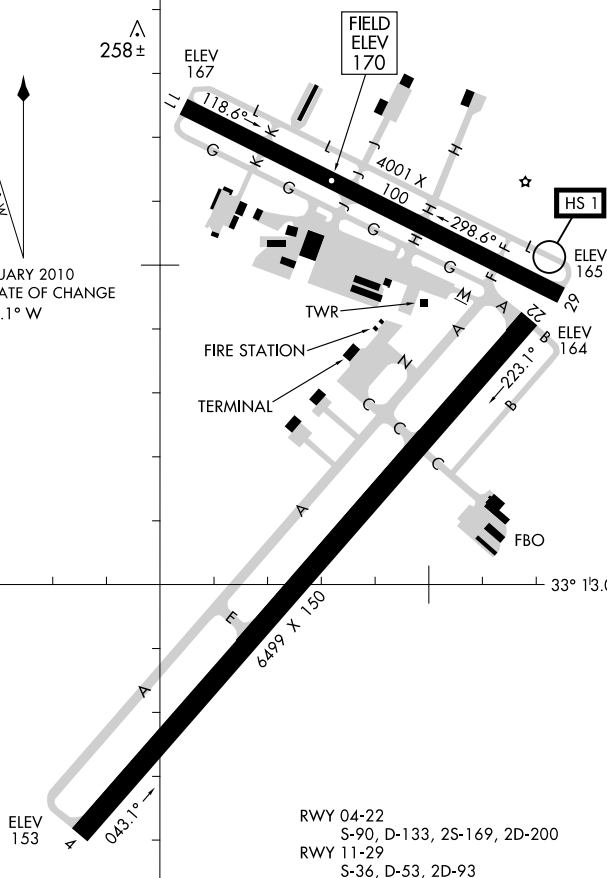 258±
FIELD
ELEV
170
ELEV
167
11
118.6°
L
K
L
J
J
4001 X 100
H
H
298.6°
F
L
HS 1
ELEV
165
29
G
K
G
G
J
G
H
G
F
M
A
22
B
ELEV
164
UARY 2010
ATE OF CHANGE
.1° W
TWR
A
FIRE STATION
N
223.1°
B
TERMINAL
C
C
C
A
FBO
33° 13.0
E
6499 X 150
A
ELEV
153
4
043.1°
RWY 04-22
S-90, D-133, 2S-169, 2D-200
RWY 11-29
S-36, D-53, 2D-93